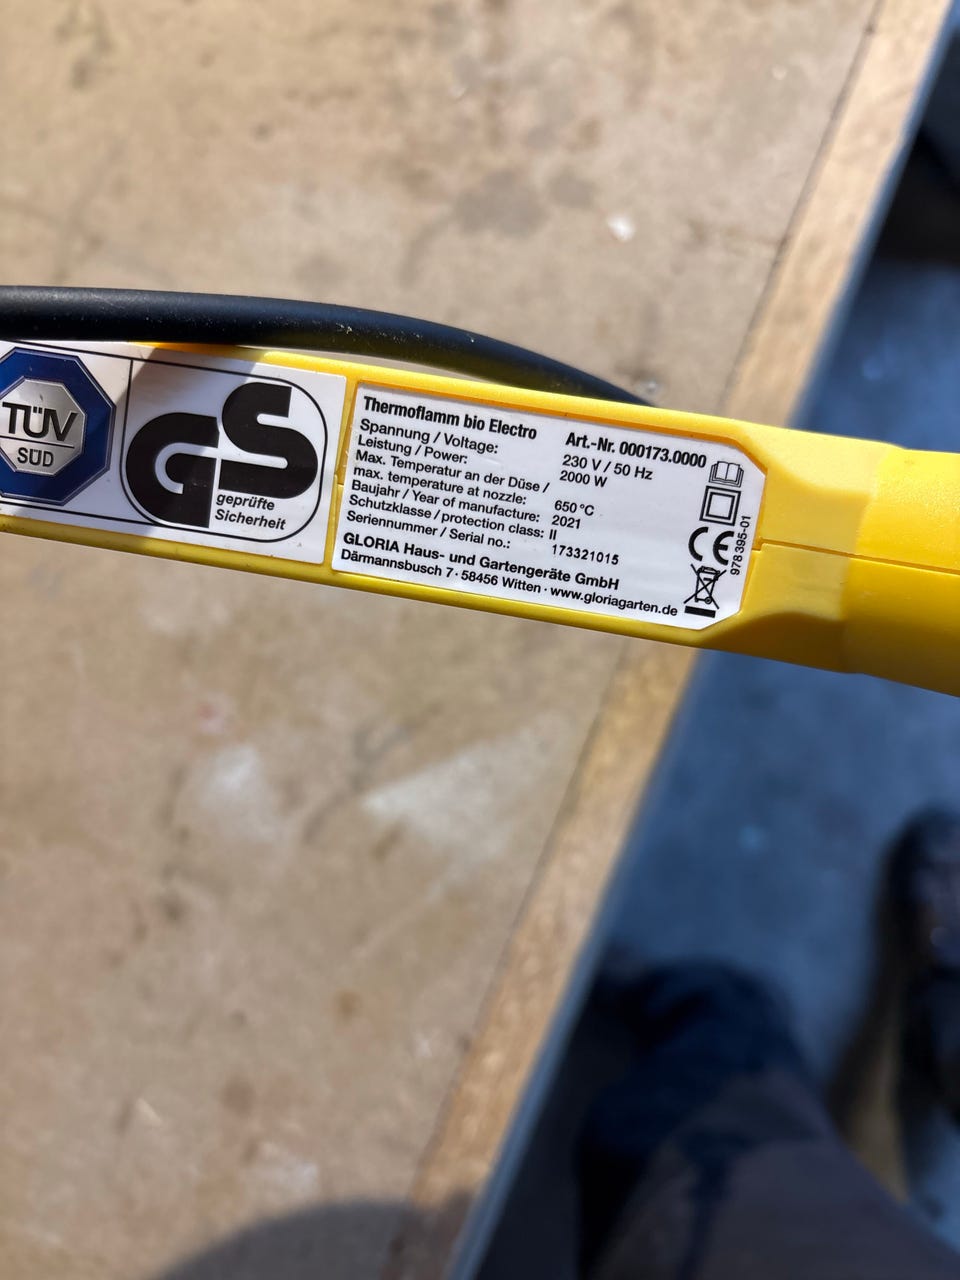 TÜV
SÜD
GS
geprüfte
Sicherheit
Thermoflamm bio Electro Art.-Nr. 000173.0000
Spannung / Voltage: 230 V / 50 Hz
Leistung / Power: 2000 W
Max. Temperatur an der Düse /
max. temperature at nozzle: 650 °C
Baujahr / Year of manufacture: 2021
Schutzklasse / protection class: II
Seriennummer / Serial no.: 173321015
GLORIA Haus- und Gartengeräte GmbH
Därmannsbusch 7 · 58456 Witten · www.gloriagarten.de
CE
978395-01